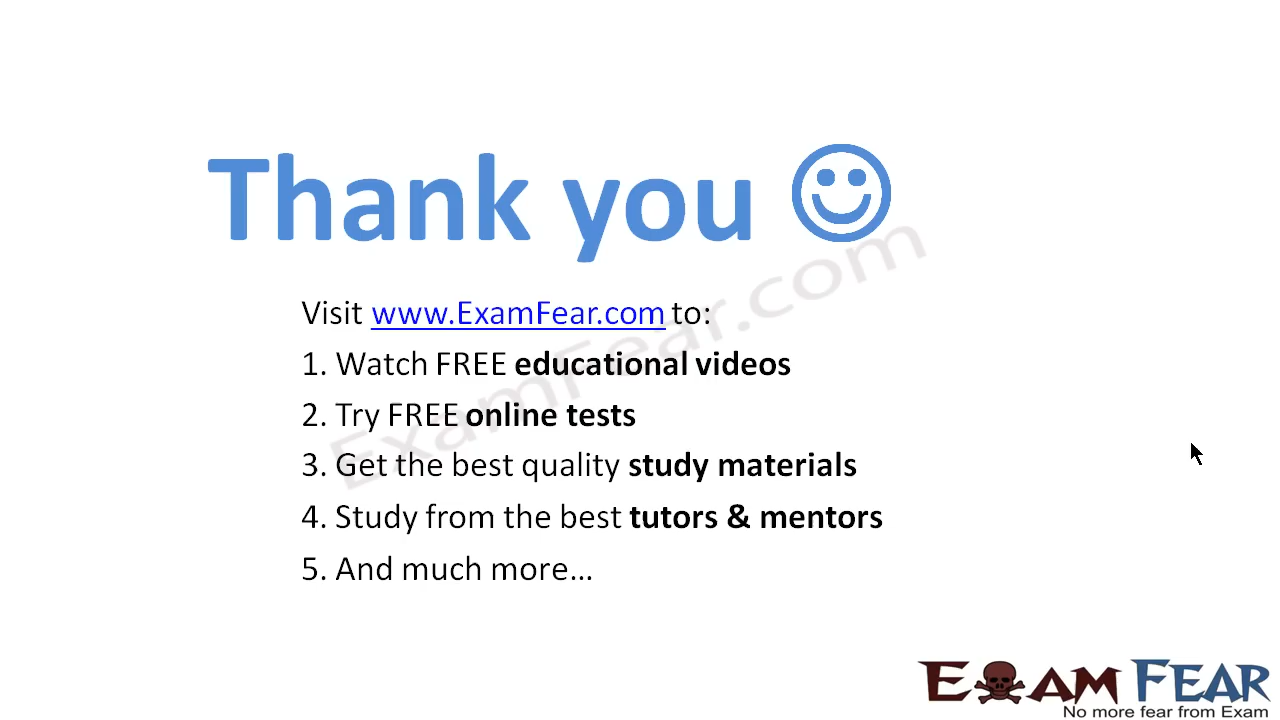 Thank you ☺
Visit www.ExamFear.com to:
1. Watch FREE educational videos
2. Try FREE online tests
3. Get the best quality study materials
4. Study from the best tutors & mentors
5. And much more...
ExamFear.com
EXAM FEAR
No more fear from Exam